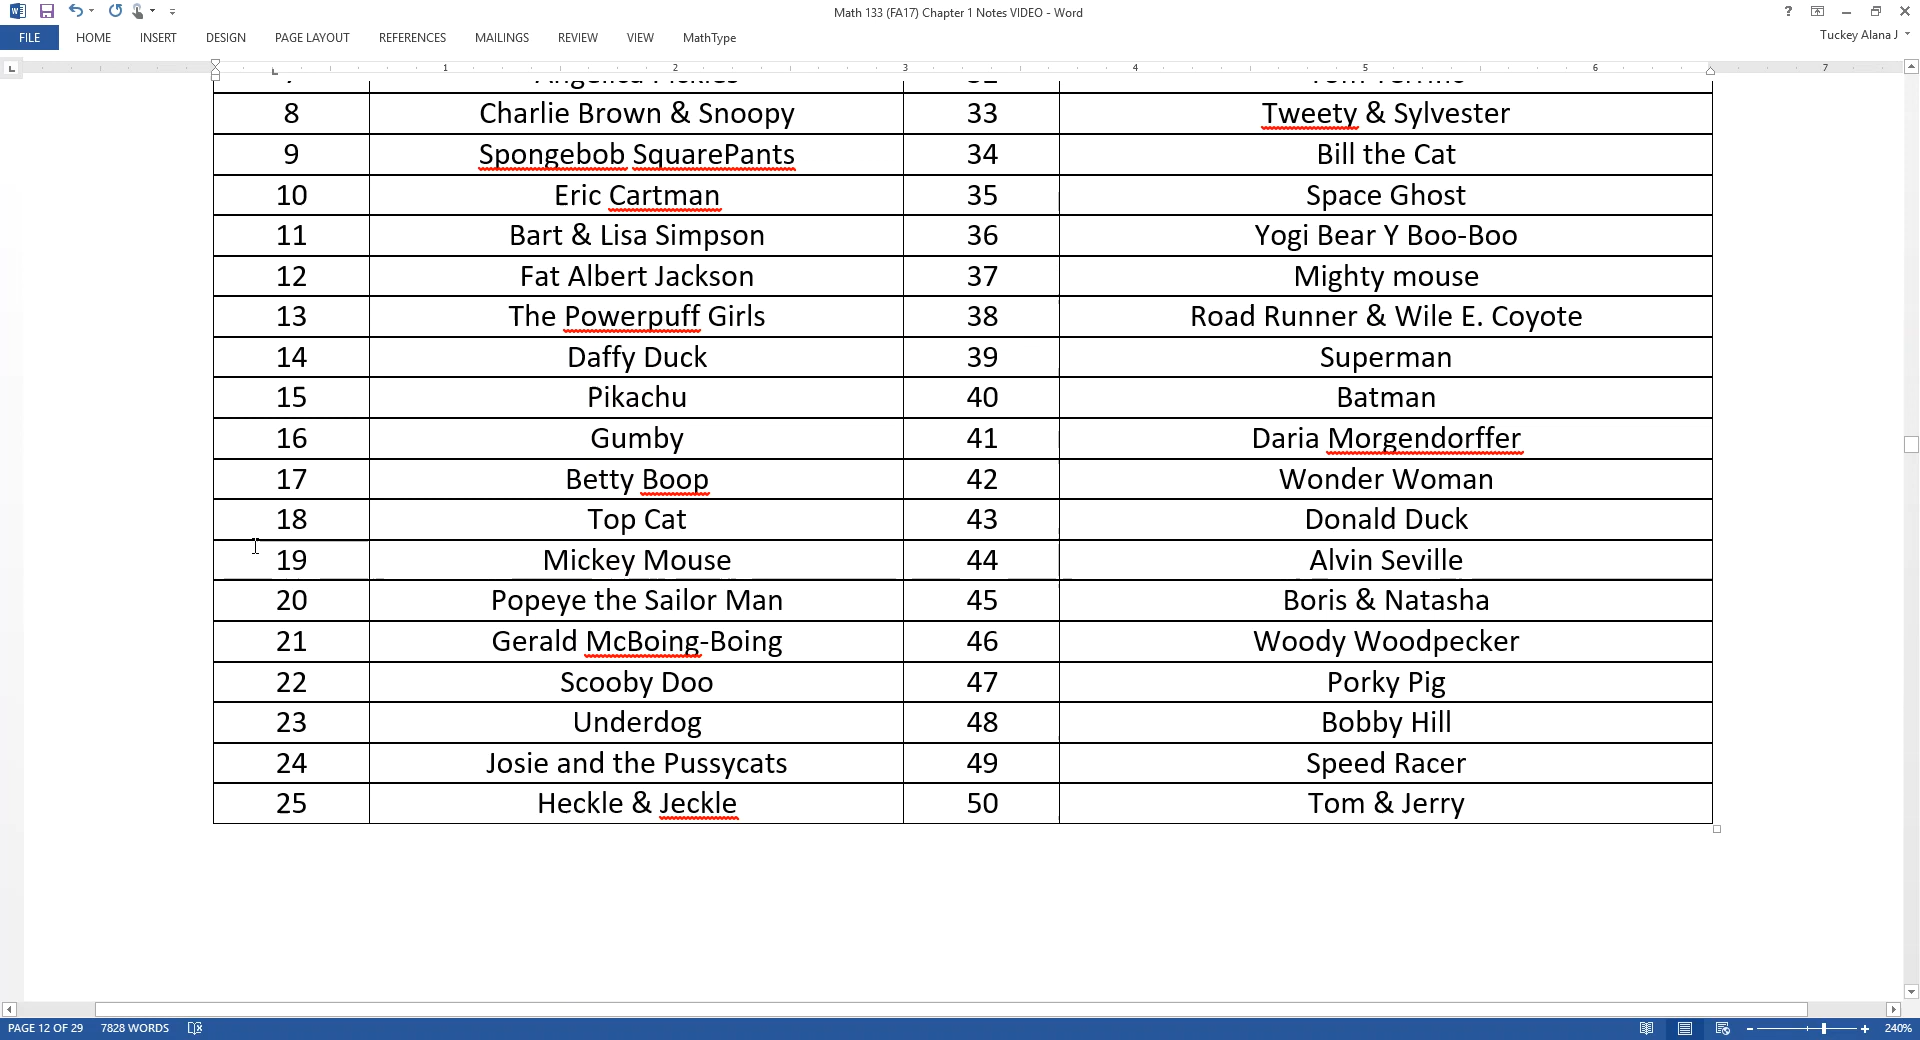 Math 133 (FA17) Chapter 1 Notes VIDEO - Word
?
FILE HOME INSERT DESIGN PAGE LAYOUT REFERENCES MAILINGS REVIEW VIEW MathType
Tuckey Alana J
1 2 3 4 5 6 7
8 Charlie Brown & Snoopy 33 Tweety & Sylvester
9 Spongebob SquarePants 34 Bill the Cat
10 Eric Cartman 35 Space Ghost
11 Bart & Lisa Simpson 36 Yogi Bear Y Boo-Boo
12 Fat Albert Jackson 37 Mighty mouse
13 The Powerpuff Girls 38 Road Runner & Wile E. Coyote
14 Daffy Duck 39 Superman
15 Pikachu 40 Batman
16 Gumby 41 Daria Morgendorffer
17 Betty Boop 42 Wonder Woman
18 Top Cat 43 Donald Duck
19 Mickey Mouse 44 Alvin Seville
20 Popeye the Sailor Man 45 Boris & Natasha
21 Gerald McBoing-Boing 46 Woody Woodpecker
22 Scooby Doo 47 Porky Pig
23 Underdog 48 Bobby Hill
24 Josie and the Pussycats 49 Speed Racer
25 Heckle & Jeckle 50 Tom & Jerry
PAGE 12 OF 29 7828 WORDS 240%